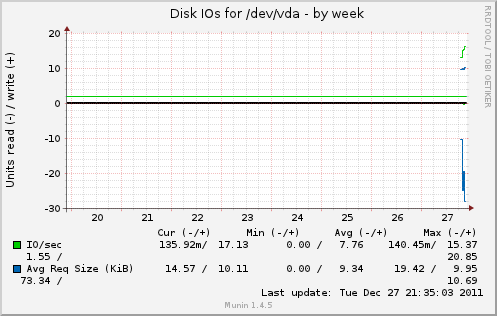 Disk IOs for /dev/vda - by week
RRDTOOL / TOBI OETIKER
Units read (-) / write (+)
20
10
0
-10
-20
-30
20 21 22 23 24 25 26 27
Cur (-/+) Min (-/+) Avg (-/+) Max (-/+)
IO/sec 135.92m/ 17.13 0.00 / 7.76 140.45m/ 15.37
1.55 / 20.85
Avg Req Size (KiB) 14.57 / 10.11 0.00 / 9.34 19.42 / 9.95
73.34 / 10.69
Last update: Tue Dec 27 21:35:03 2011
Munin 1.4.5